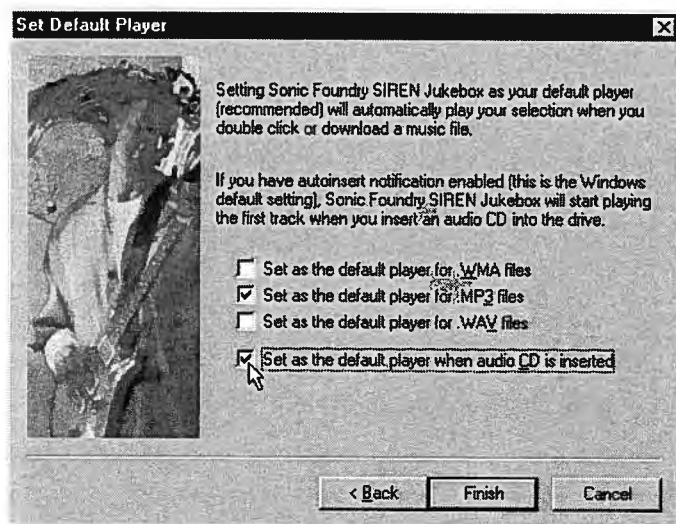 Set Default Player
Setting Sonic Foundry SIREN Jukebox as your default player
(recommended) will automatically play your selection when you
double click or download a music file.
If you have autoinsert notification enabled (this is the Windows
default setting), Sonic Foundry SIREN Jukebox will start playing
the first track when you insert an audio CD into the drive.
Set as the default player for .WMA files
Set as the default player for .MP3 files
Set as the default player for .WAV files
Set as the default player when audio CD is inserted
< Back
Finish
Cancel